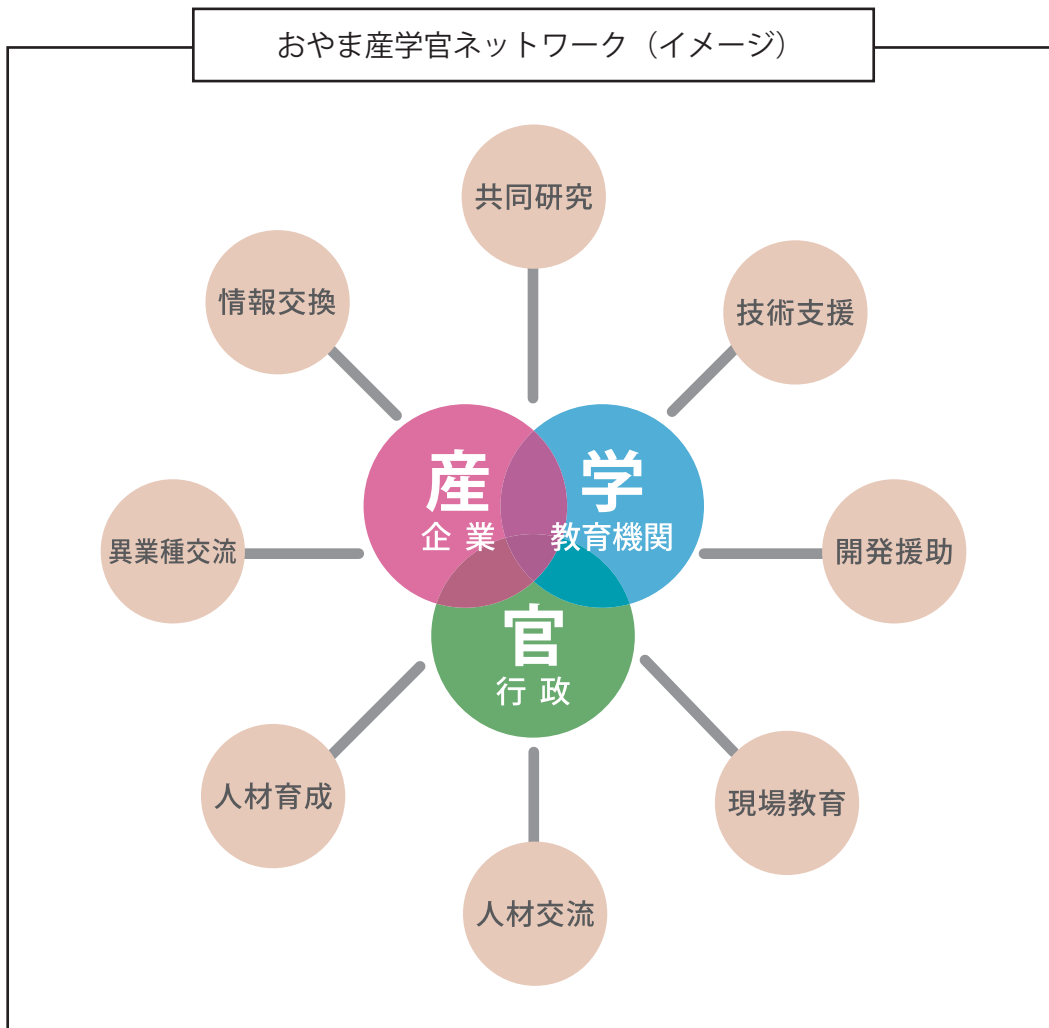 おやま産学官ネットワーク（イメージ）
共同研究
情報交換
技術支援
産
企 業
学
教育機関
異業種交流
開発援助
官
行 政
人材育成
現場教育
人材交流